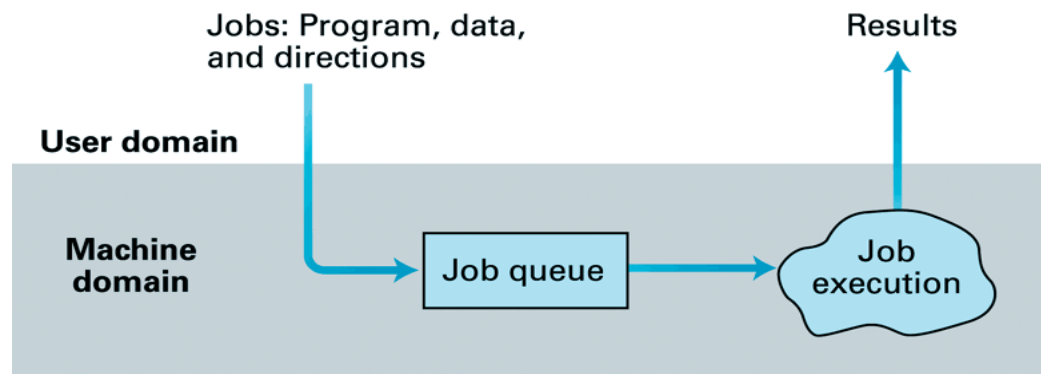 Jobs: Program, data,
and directions
Results
User domain
Machine
domain
Job queue
Job
execution